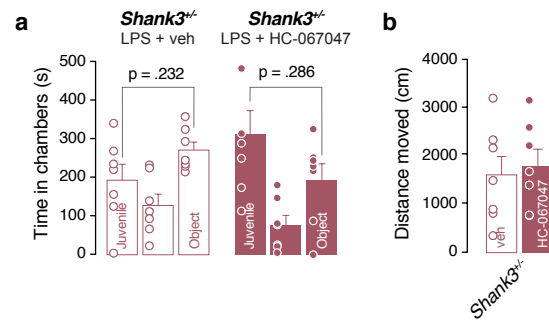 a
Shank3+/-
LPS + veh
Shank3+/-
LPS + HC-067047
p = .232
p = .286
Time in chambers (s)
500
400
300
200
100
0
Juvenile
Object
Juvenile
Object
b
Distance moved (cm)
4000
3000
2000
1000
0
veh
HC-067047
Shank3+/-